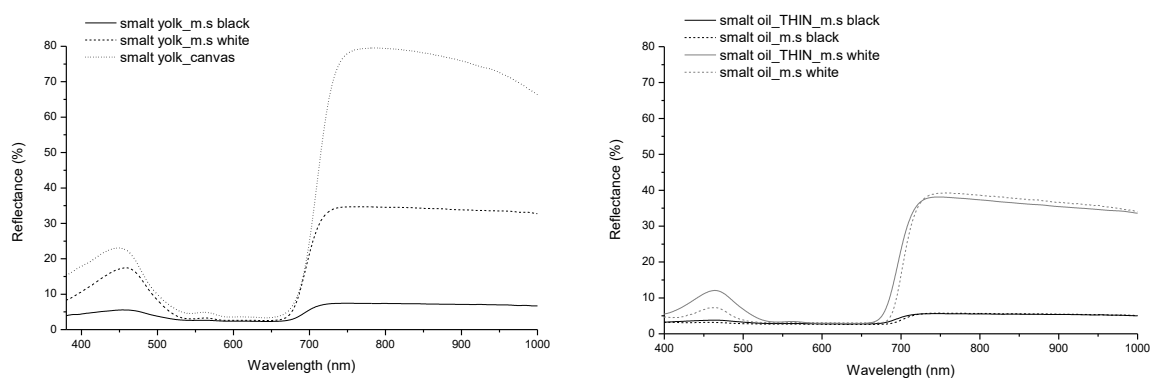 smalt yolk_m.s black
smalt yolk_m.s white
smalt yolk_canvas
80
70
60
50
40
30
20
10
0
Reflectance (%)
400 500 600 700 800 900 1000
Wavelength (nm)
smalt oil_THIN_m.s black
smalt oil_m.s black
smalt oil_THIN_m.s white
smalt oil_m.s white
80
70
60
50
40
30
20
10
0
Reflectance (%)
400 500 600 700 800 900 1000
Wavelength (nm)